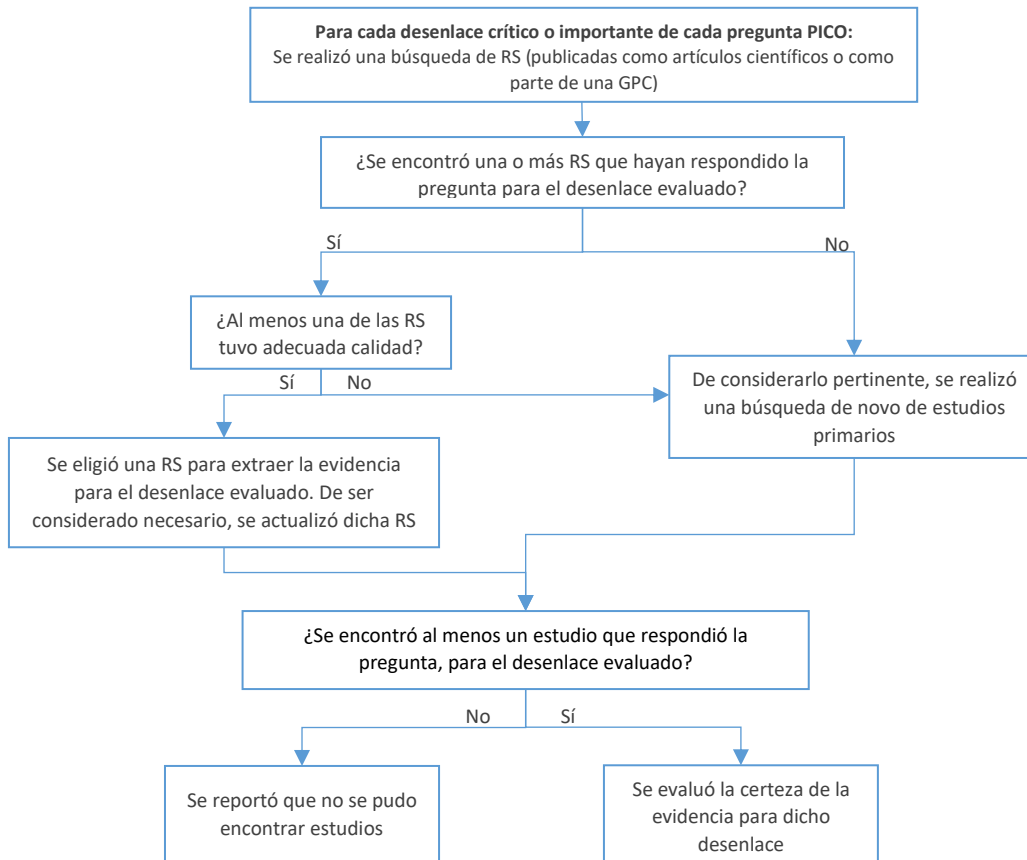 Para cada desenlace crítico o importante de cada pregunta PICO:
Se realizó una búsqueda de RS (publicadas como artículos científicos o como
parte de una GPC)
¿Se encontró una o más RS que hayan respondido la
pregunta para el desenlace evaluado?
Sí
No
¿Al menos una de las RS
tuvo adecuada calidad?
Sí
No
De considerarlo pertinente, se realizó
una búsqueda de novo de estudios
primarios
Se eligió una RS para extraer la evidencia
para el desenlace evaluado. De ser
considerado necesario, se actualizó dicha RS
¿Se encontró al menos un estudio que respondió la
pregunta, para el desenlace evaluado?
No
Sí
Se reportó que no se pudo
encontrar estudios
Se evaluó la certeza de la
evidencia para dicho
desenlace